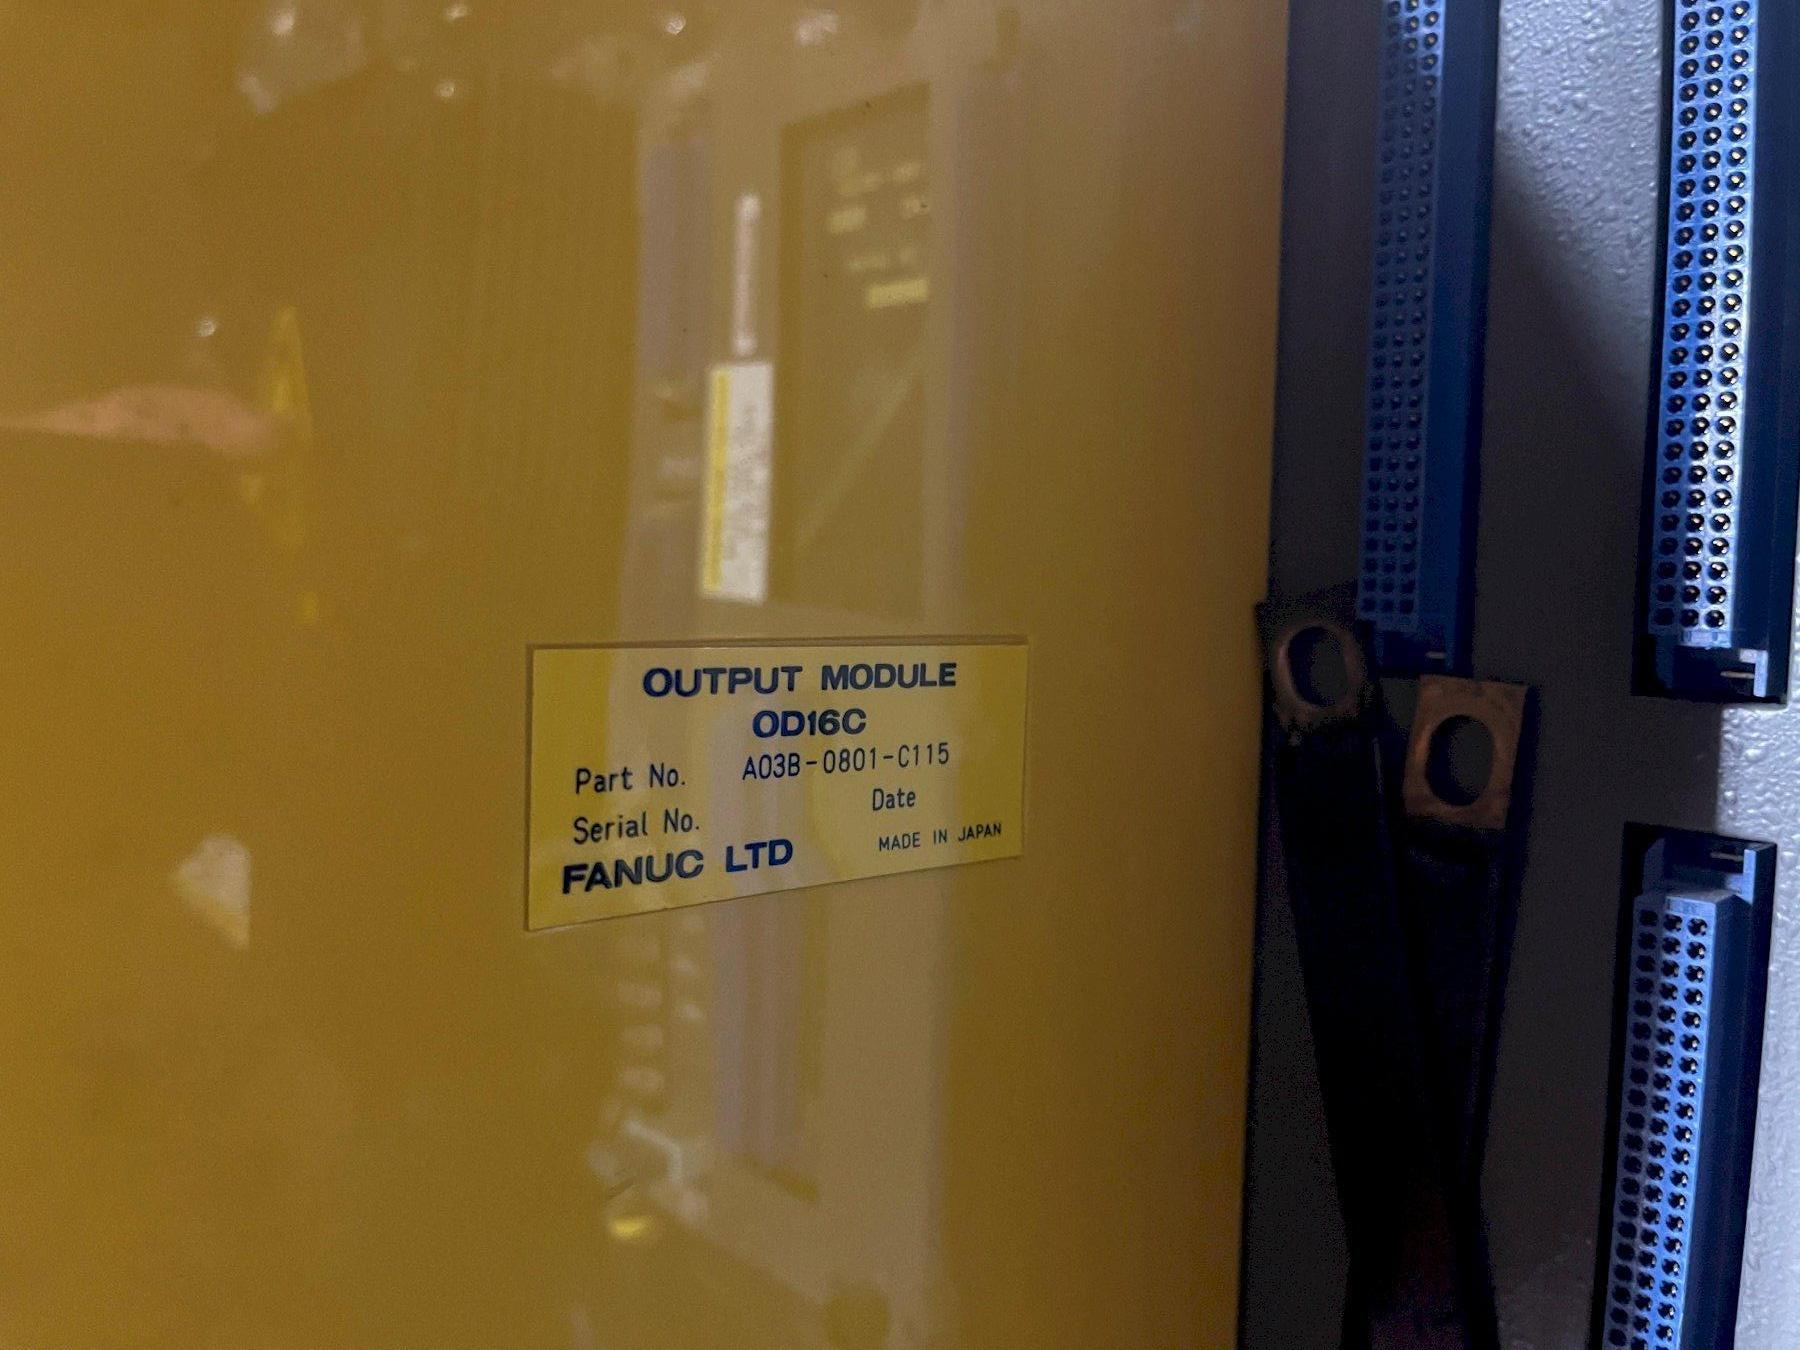 OUTPUT MODULE
OD16C
Part No. A03B-0801-C115
Serial No. Date
FANUC LTD MADE IN JAPAN